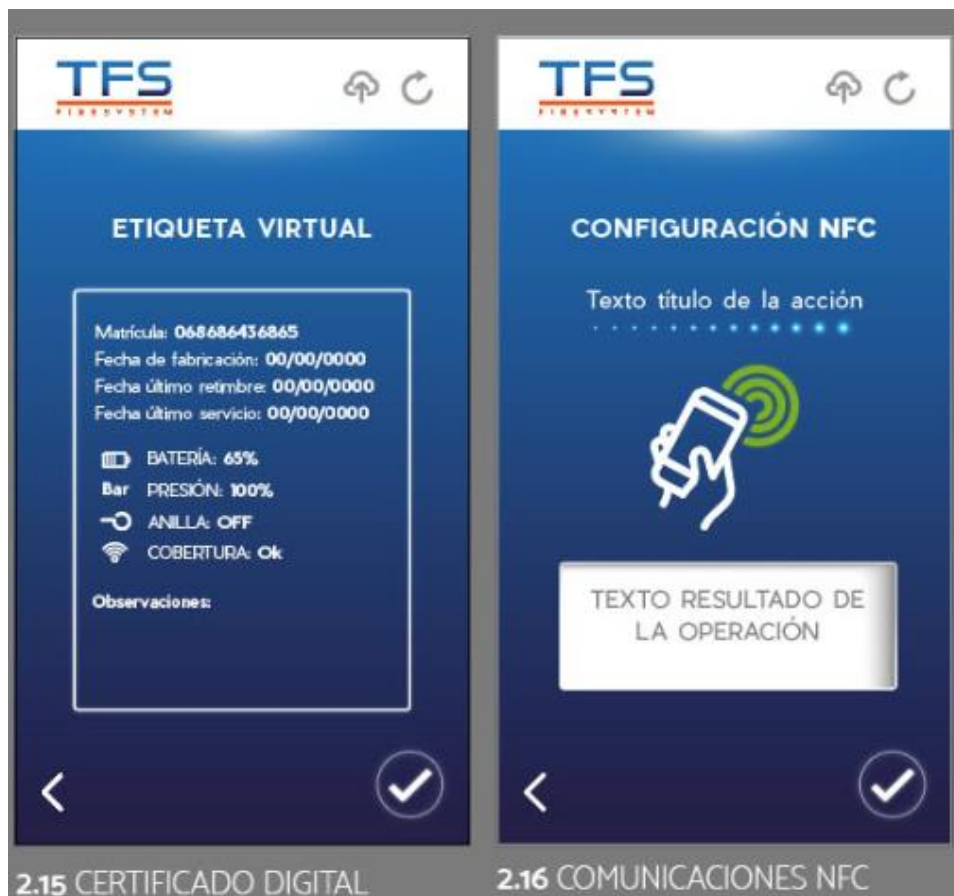 TFS
FIRESYSTEM
ETIQUETA VIRTUAL
Matrícula: 068686436865
Fecha de fabricación: 00/00/0000
Fecha último retimbre: 00/00/0000
Fecha último servicio: 00/00/0000
BATERÍA: 65%
Bar PRESIÓN: 100%
ANILLA: OFF
COBERTURA: Ok
Observaciones:
2.15 CERTIFICADO DIGITAL
TFS
FIRESYSTEM
CONFIGURACIÓN NFC
Texto título de la acción
TEXTO RESULTADO DE
LA OPERACIÓN
2.16 COMUNICACIONES NFC